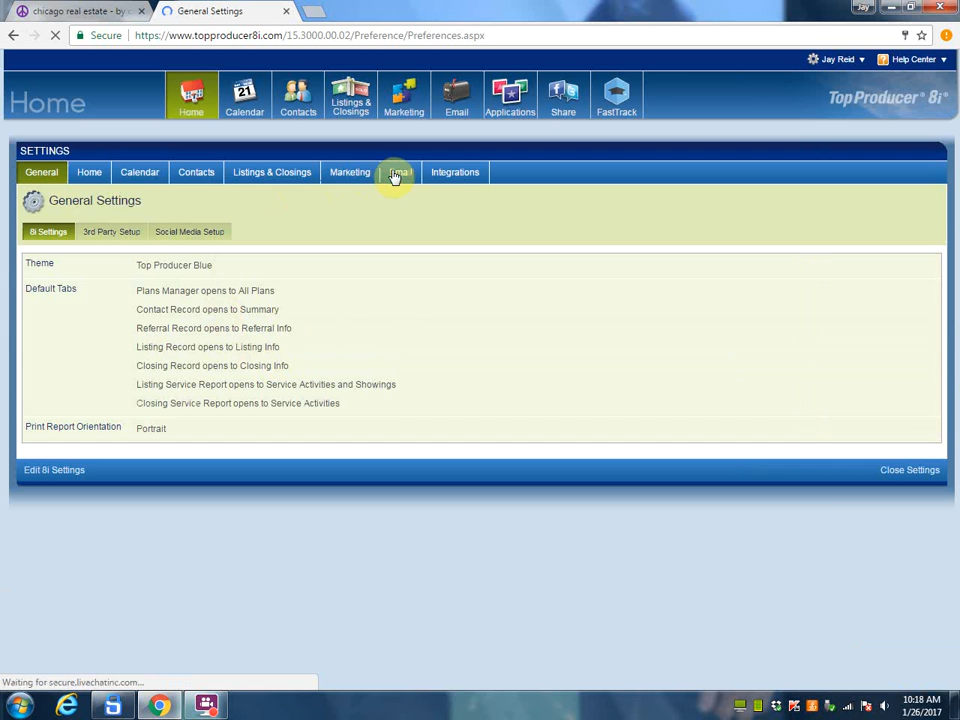 chicago real estate - by c
General Settings
Jay
Secure
https://www.topproducer8i.com/15.3000.00.02/Preference/Preferences.aspx
Jay Reid
Help Center
Home
21
Home
Calendar
Contacts
Listings &
Closings
Marketing
Email
Applications
Share
FastTrack
Top Producer® 8i®
SETTINGS
General
Home
Calendar
Contacts
Listings & Closings
Marketing
Email
Integrations
General Settings
8i Settings
3rd Party Setup
Social Media Setup
Theme
Top Producer Blue
Default Tabs
Plans Manager opens to All Plans
Contact Record opens to Summary
Referral Record opens to Referral Info
Listing Record opens to Listing Info
Closing Record opens to Closing Info
Listing Service Report opens to Service Activities and Showings
Closing Service Report opens to Service Activities
Print Report Orientation
Portrait
Edit 8i Settings
Close Settings
Waiting for secure.livechatinc.com...
10:18 AM
1/26/2017